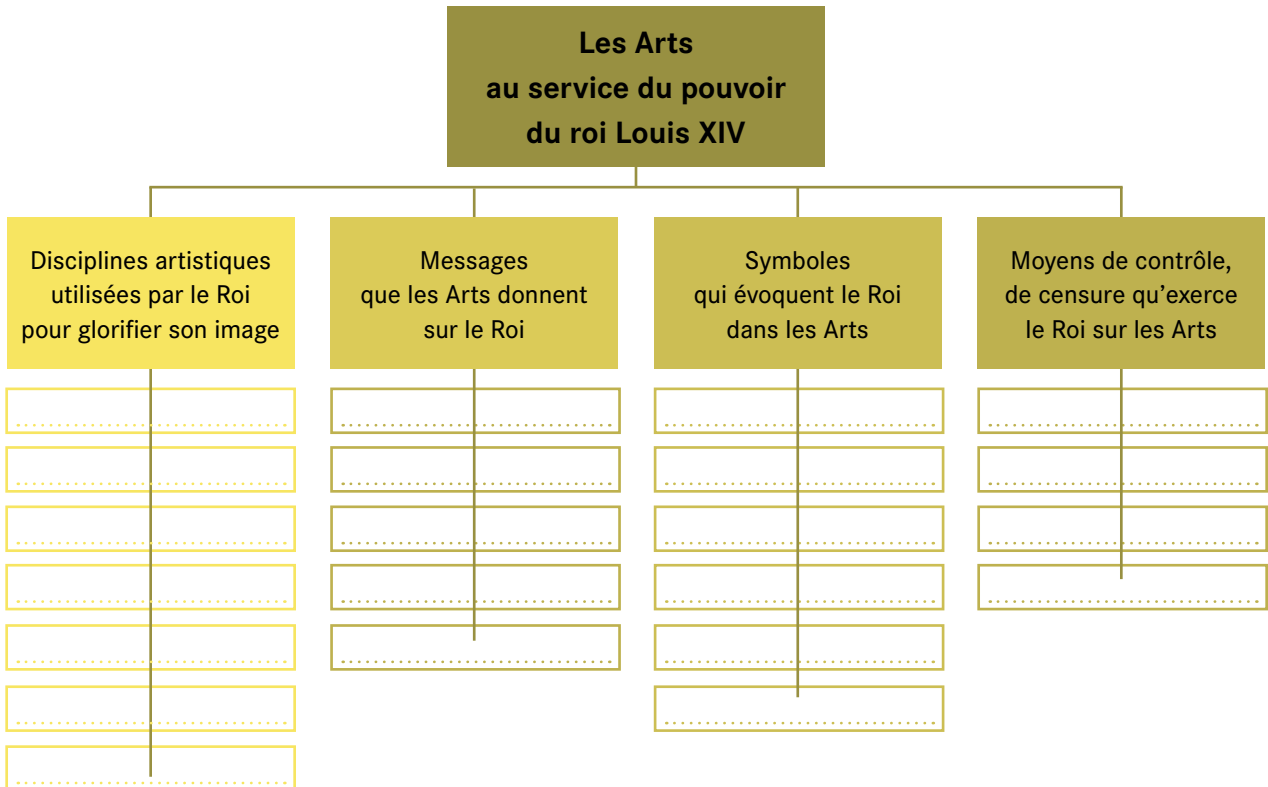 Les Arts
au service du pouvoir
du roi Louis XIV
Disciplines artistiques
utilisées par le Roi
pour glorifier son image
Messages
que les Arts donnent
sur le Roi
Symboles
qui évoquent le Roi
dans les Arts
Moyens de contrôle,
de censure qu'exerce
le Roi sur les Arts